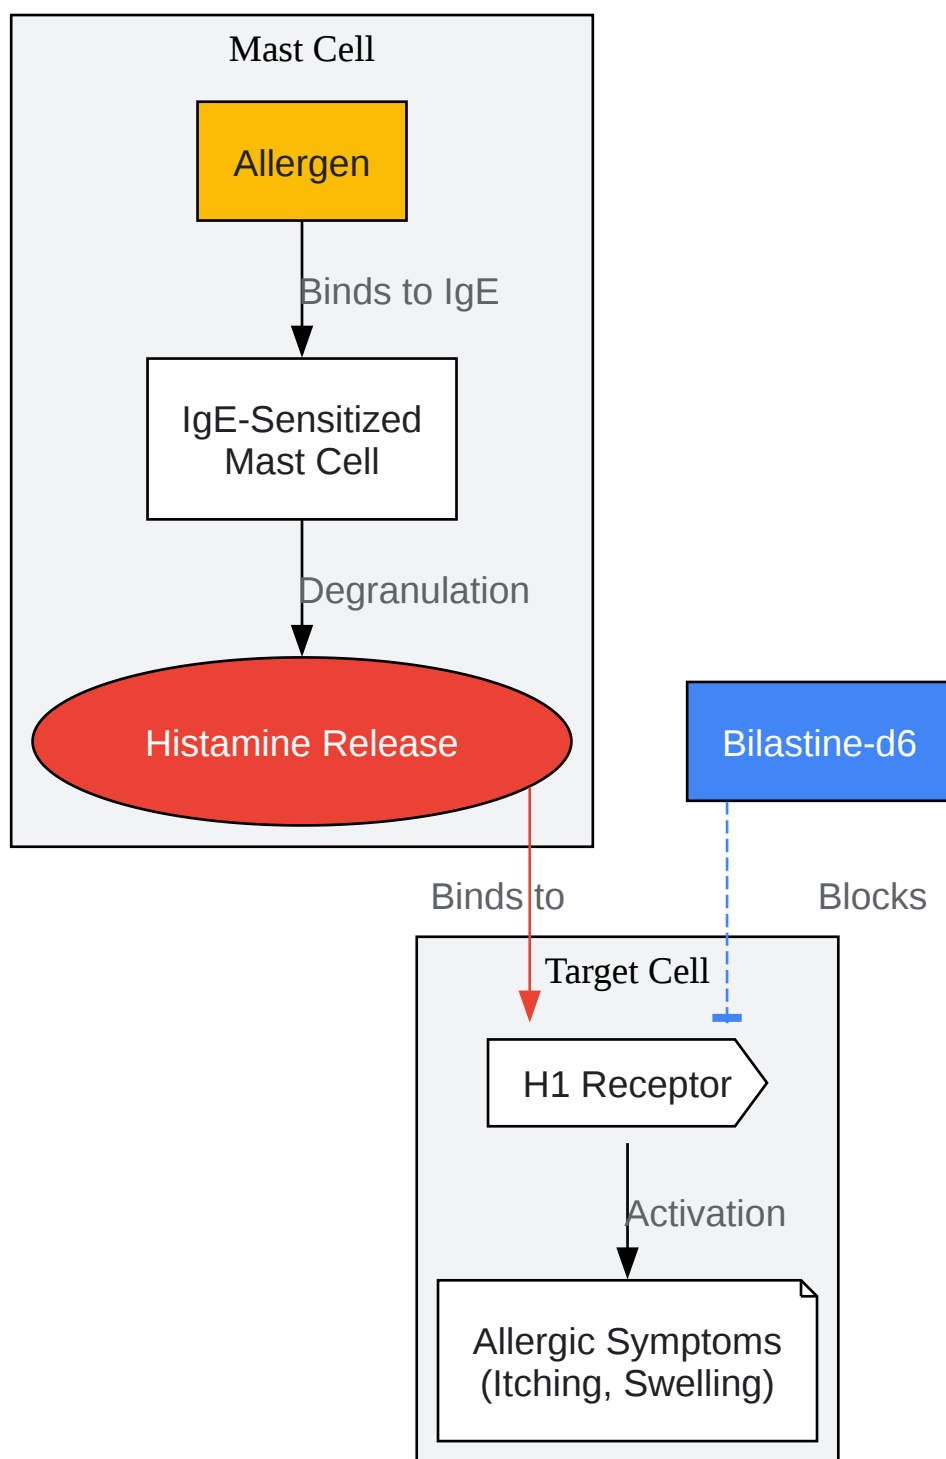 Mast Cell
Allergen
Binds to IgE
IgE-Sensitized
Mast Cell
Degranulation
Histamine Release
Bilastine-d6
Binds to
Blocks
Target Cell
H1 Receptor
Activation
Allergic Symptoms
(Itching, Swelling)